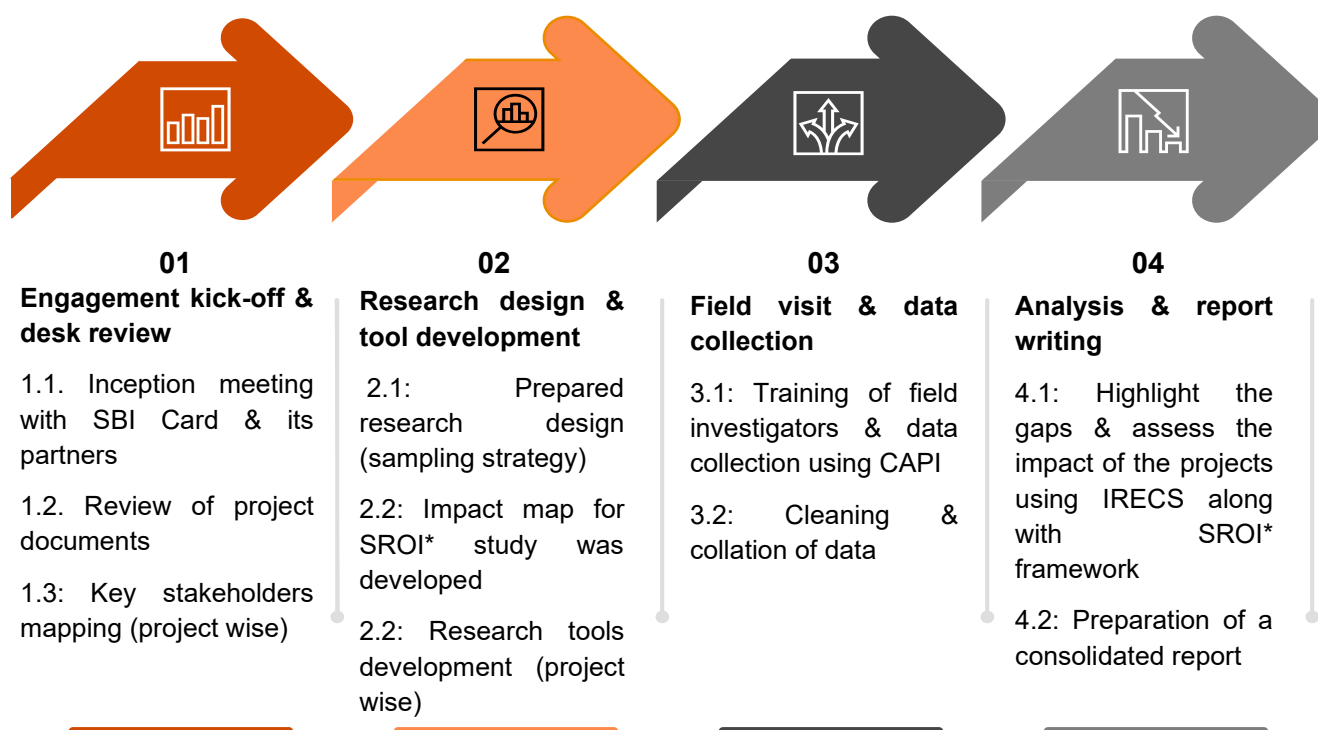 01
Engagement kick-off &
desk review
1.1. Inception meeting
with SBI Card & its
partners
1.2. Review of project
documents
1.3: Key stakeholders
mapping (project wise)
02
Research design &
tool development
2.1: Prepared
research design
(sampling strategy)
2.2: Impact map for
SROI* study was
developed
2.2: Research tools
development (project
wise)
03
Field visit & data
collection
3.1: Training of field
investigators & data
collection using CAPI
3.2: Cleaning &
collation of data
04
Analysis & report
writing
4.1: Highlight the
gaps & assess the
impact of the projects
using IRECS along
with SROI*
framework
4.2: Preparation of a
consolidated report